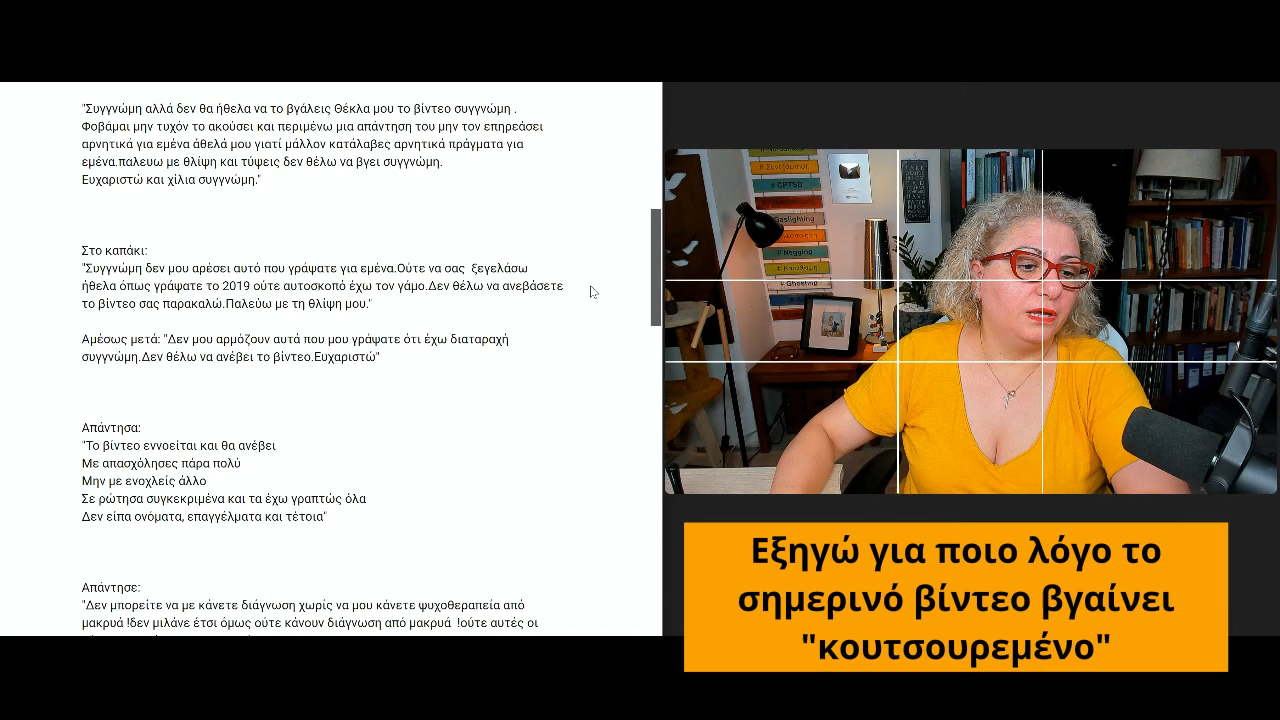 "Συγγνώμη αλλά δεν θα ήθελα να το βγάλεις Θέκλα μου το βίντεο συγγνώμη .
Φοβάμαι μην τυχόν το ακούσει και περιμένω μια απάντηση του μην τον επηρεάσει
αρνητικά για εμένα άθελά μου γιατί μάλλον κατάλαβες αρνητικά πράγματα για
εμένα.παλευω με θλίψη και τύψεις δεν θέλω να βγει συγγνώμη.
Ευχαριστώ και χίλια συγγνώμη."
Στο καπάκι:
"Συγγνώμη δεν μου αρέσει αυτό που γράψατε για εμένα.Ούτε να σας ξεγελάσω
ήθελα όπως γράψατε το 2019 ούτε αυτοσκοπό έχω τον γάμο.Δεν θέλω να ανεβάσετε
το βίντεο σας παρακαλώ.Παλεύω με τη θλίψη μου."
Αμέσως μετά: "Δεν μου αρμόζουν αυτά που μου γράψατε ότι έχω διαταραχή
συγγνώμη.Δεν θέλω να ανέβει το βίντεο.Ευχαριστώ"
Απάντησα:
"Το βίντεο εννοείται και θα ανέβει
Με απασχόλησες πάρα πολύ
Μην με ενοχλείς άλλο
Σε ρώτησα συγκεκριμένα και τα έχω γραπτώς όλα
Δεν είπα ονόματα, επαγγέλματα και τέτοια"
Απάντησε:
"Δεν μπορείτε να με κάνετε διάγνωση χωρίς να μου κάνετε ψυχοθεραπεία από
μακρυά !δεν μιλάνε έτσι όμως ούτε κάνουν διάγνωση από μακρυά !ούτε αυτές οι
# CPTSD
Gaslighting
# Negging
# Ghosting
Εξηγώ για ποιο λόγο το
σημερινό βίντεο βγαίνει
"κουτσουρεμένο"